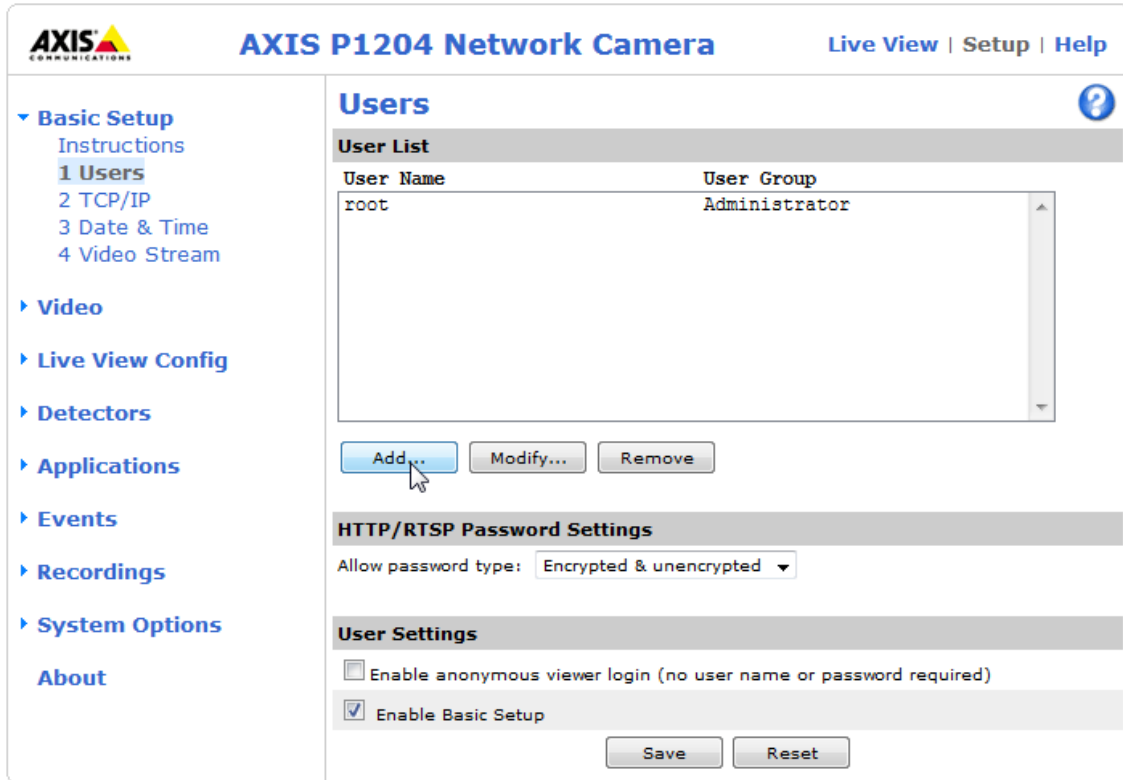 AXIS
COMMUNICATIONS
AXIS P1204 Network Camera
Live View | Setup | Help
Basic Setup
Instructions
1 Users
2 TCP/IP
3 Date & Time
4 Video Stream
Video
Live View Config
Detectors
Applications
Events
Recordings
System Options
About
Users
User List
User Name User Group
root Administrator
Add... Modify... Remove
HTTP/RTSP Password Settings
Allow password type: Encrypted & unencrypted
User Settings
Enable anonymous viewer login (no user name or password required)
Enable Basic Setup
Save Reset